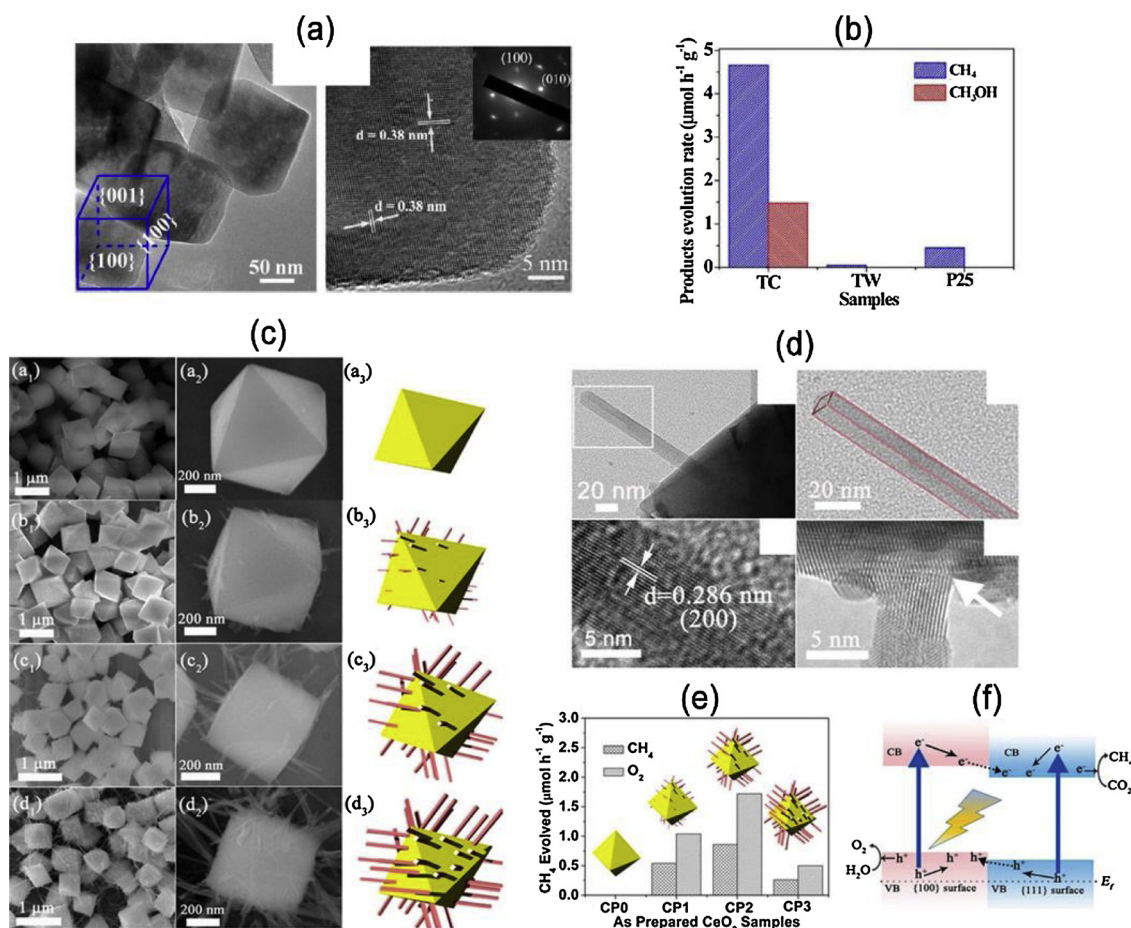 (a)
{001}
{100}
{100}
50 nm
(100)
(010)
d = 0.38 nm
d = 0.38 nm
5 nm
(b)
Products evolution rate (μmol h⁻¹ g⁻¹)
5
4
3
2
1
0
CH₄
CH₃OH
TC
TW
P25
Samples
(c)
(a₁)
1 μm
(a₂)
200 nm
(a₃)
(b₁)
1 μm
(b₂)
200 nm
(b₃)
(c₁)
1 μm
(c₂)
200 nm
(c₃)
(d₁)
1 μm
(d₂)
200 nm
(d₃)
(d)
20 nm
20 nm
d=0.286 nm
(200)
5 nm
5 nm
(e)
CH₄ Evolved (μmol h⁻¹ g⁻¹)
3.0
2.5
2.0
1.5
1.0
0.5
0.0
CH₄
O₂
CP0
CP1
CP2
CP3
As Prepared CeO₂ Samples
(f)
CB
e⁻
e⁻
CB
e⁻
e⁻
e⁻
e⁻
CH₄
CO₂
O₂
H₂O
h⁺
h⁺
h⁺
h⁺
h⁺
h⁺
VB
{100} surface
VB
{111} surface
E_f